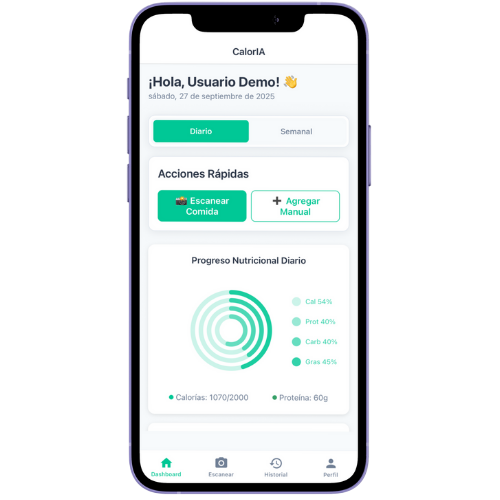 CalorIA
¡Hola, Usuario Demo! 👋
sábado, 27 de septiembre de 2025
Diario
Semanal
Acciones Rápidas
📸 Escanear
Comida
➕ Agregar
Manual
Progreso Nutricional Diario
Cal 54%
Prot 40%
Carb 40%
Gras 45%
Calorías: 1070/2000
Proteína: 60g
Dashboard
Escanear
Historial
Perfil